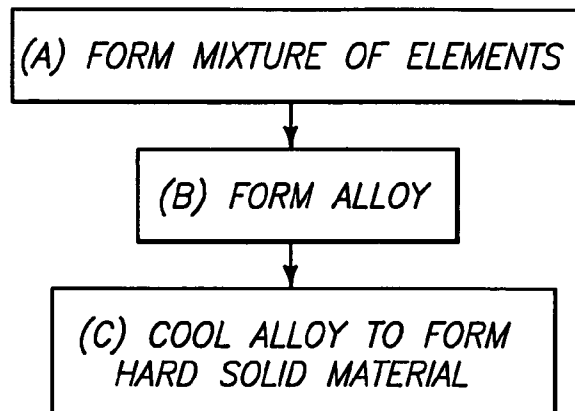 (A) FORM MIXTURE OF ELEMENTS
(B) FORM ALLOY
(C) COOL ALLOY TO FORM
HARD SOLID MATERIAL